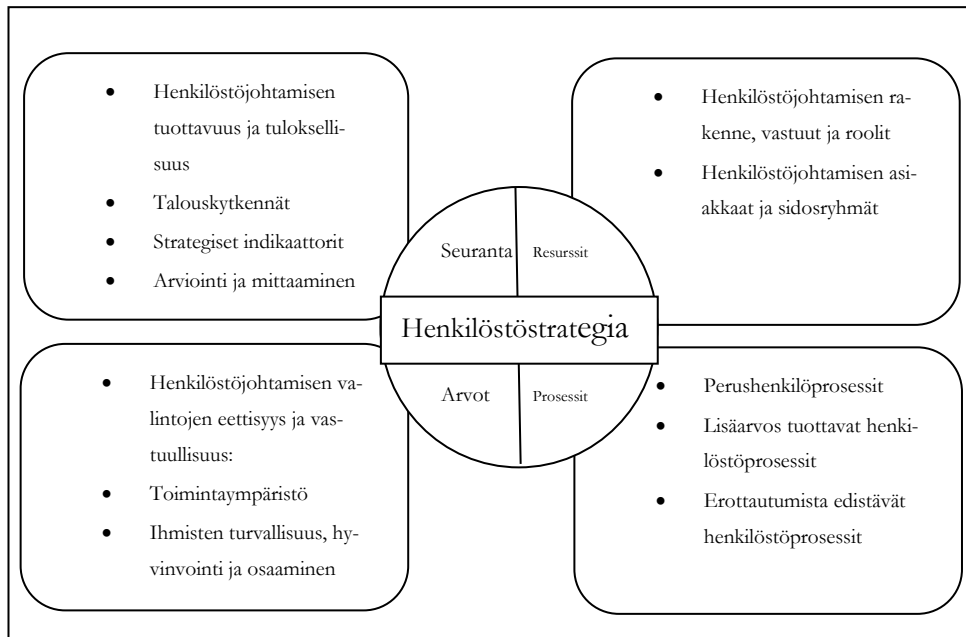 • Henkilöstöjohtamisen
tuottavuus ja tulokselli-
suus
• Talouskytkennät
• Strategiset indikaattorit
• Arviointi ja mittaaminen
• Henkilöstöjohtamisen ra-
kenne, vastuut ja roolit
• Henkilöstöjohtamisen asi-
akkaat ja sidosryhmät
Seuranta
Resurssit
Henkilöstöstrategia
Arvot
Prosessit
• Henkilöstöjohtamisen va-
lintojen eettisyys ja vas-
tuullisuus:
• Toimintaympäristö
• Ihmisten turvallisuus, hy-
vinvointi ja osaaminen
• Perushenkilöprosessit
• Lisäarvos tuottavat henki-
löstöprosessit
• Erottautumista edistävät
henkilöstöprosessit